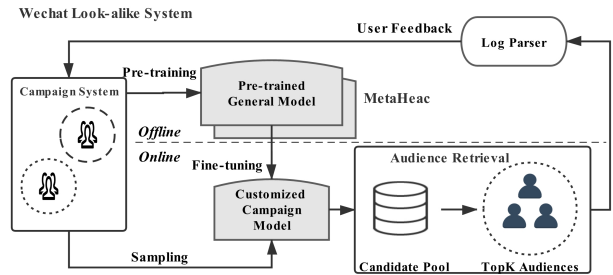 Wechat Look-alike System
User Feedback
Log Parser
Campaign System
Pre-training
Pre-trained
General Model
MetaHeac
Offline
Online
Fine-tuning
Customized
Campaign
Model
Sampling
Audience Retrieval
Candidate Pool
TopK Audiences